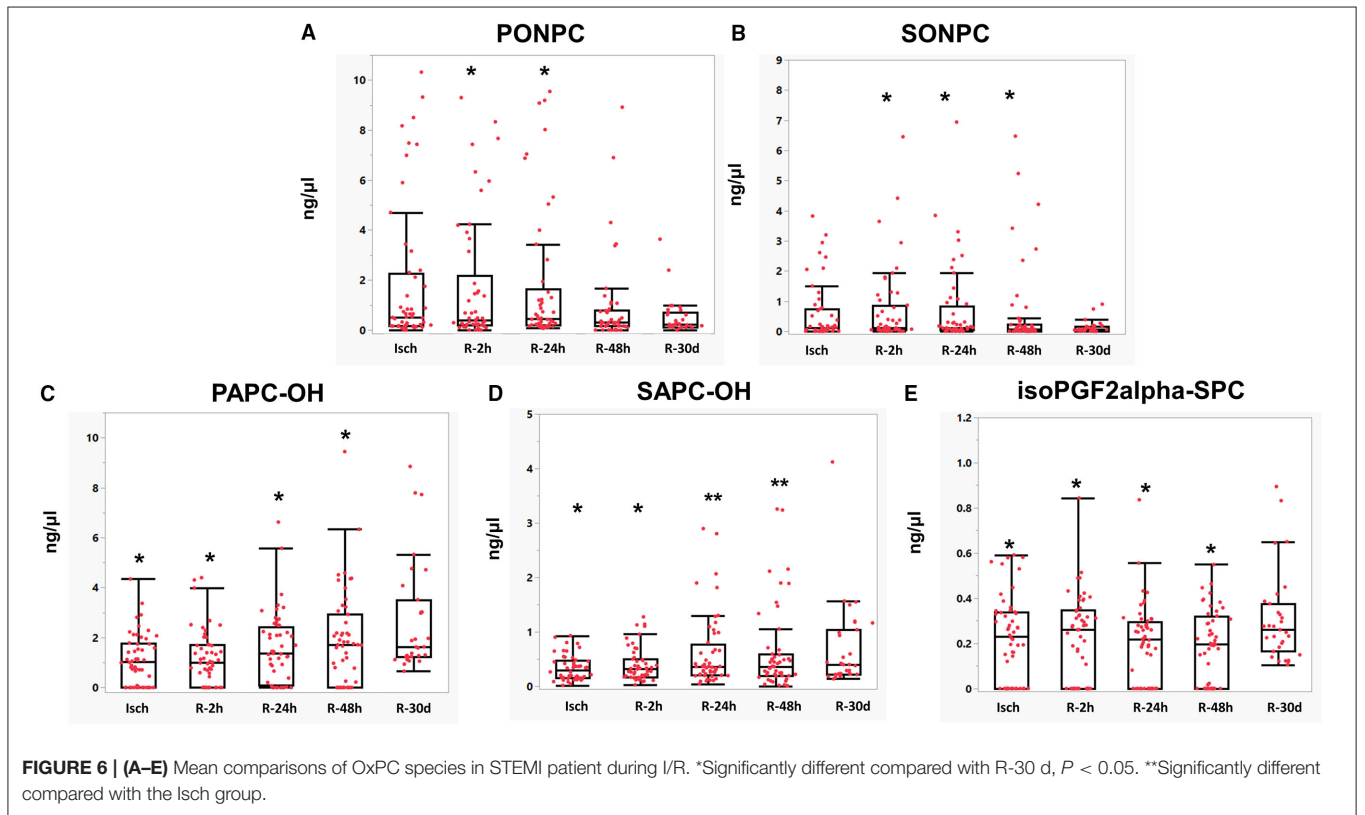 A
PONPC
10
8
6
4
2
0
ng/µl
*
*
Isch R-2h R-24h R-48h R-30d
B
SONPC
9
8
7
6
5
4
3
2
1
0
ng/µl
*
*
*
Isch R-2h R-24h R-48h R-30d
C
PAPC-OH
10
8
6
4
2
0
ng/µl
*
*
*
*
Isch R-2h R-24h R-48h R-30d
D
SAPC-OH
5
4
3
2
1
0
ng/µl
*
*
**
**
Isch R-2h R-24h R-48h R-30d
E
isoPGF2alpha-SPC
1.2
1.0
0.8
0.6
0.4
0.2
0
ng/µl
*
*
*
*
Isch R-2h R-24h R-48h R-30d
FIGURE 6 | (A–E) Mean comparisons of OxPC species in STEMI patient during I/R. *Significantly different compared with R-30 d, P < 0.05. **Significantly different
compared with the Isch group.